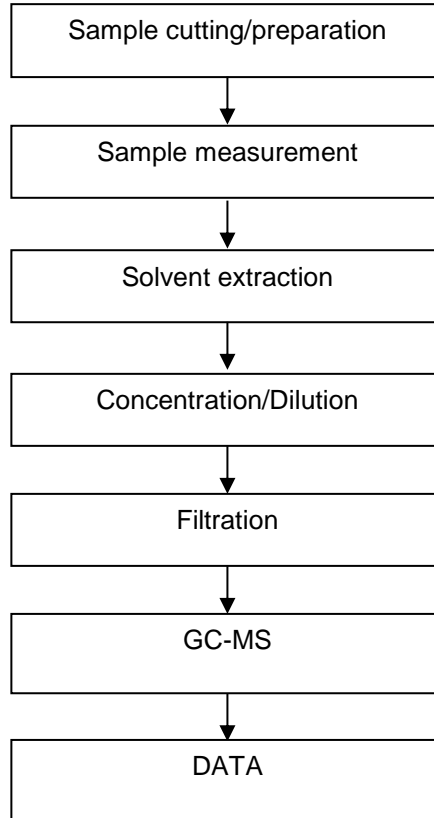 Sample cutting/preparation
Sample measurement
Solvent extraction
Concentration/Dilution
Filtration
GC-MS
DATA